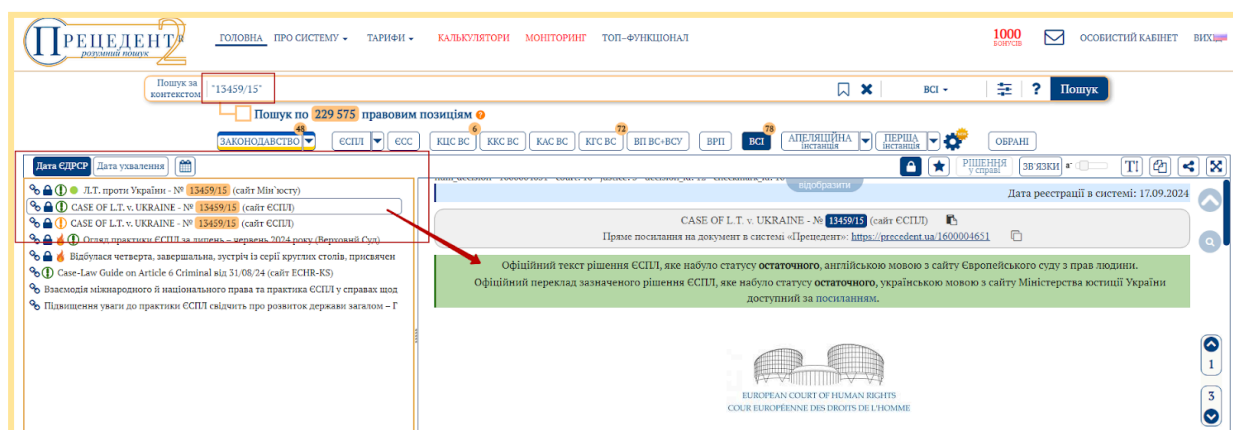 ПРЕЦЕДЕНТ 2
розумний пошук
ГОЛОВНА ПРО СИСТЕМУ ТАРИФИ КАЛЬКУЛЯТОРИ МОНІТОРИНГ ТОП–ФУНКШОНАЛ
1000
БОНУСІВ
ОСОБИСТИЙ КАБІНЕТ ВИХІД
Пошук за контекстом
"13459/15"
ВСІ
?
Пошук
Пошук по 229 575 правовим позиціям
48 6 72 78
ЗАКОНОДАВСТВО ЄСПЛ ЄСС КЦС ВС ККС ВС КАС ВС КГС ВС ВП ВС+ВСУ ВРП ВСІ АПЕЛЯЦІЙНА інстанція ПЕРША інстанція ОБРАНІ
Дата ЄДРСР Дата ухвалення
РІШЕННЯ у справі ЗВ'ЯЗКИ
Л.Т. проти України - № 13459/15 (сайт Мін`юсту)
CASE OF L.T. v. UKRAINE - № 13459/15 (сайт ЄСПЛ)
CASE OF L.T. v. UKRAINE - № 13459/15 (сайт ЄСПЛ)
Огляд практики ЄСПЛ за липень – червень 2024 року (Верховний Суд)
Відбулася четверта, завершальна, зустріч із серії круглих столів, присвячен
Case-Law Guide on Article 6 Criminal від 31/08/24 (сайт ECHR-KS)
Взаємодія міжнародного й національного права та практика ЄСПЛ у справах щод
Підвищення уваги до практики ЄСПЛ свідчить про розвиток держави загалом – Г
відобразити
Дата реєстрації в системі: 17.09.2024
CASE OF L.T. v. UKRAINE - № 13459/15 (сайт ЄСПЛ)
Пряме посилання на документ в системі «Прецедент»: https://precedent.ua/1600004651
Офіційний текст рішення ЄСПЛ, яке набуло статусу остаточного, англійською мовою з сайту Європейського суду з прав людини.
Офіційний переклад зазначеного рішення ЄСПЛ, яке набуло статусу остаточного, українською мовою з сайту Міністерства юстиції України
доступний за посиланням.
EUROPEAN COURT OF HUMAN RIGHTS
COUR EUROPÉENNE DES DROITS DE L'HOMME
1
3